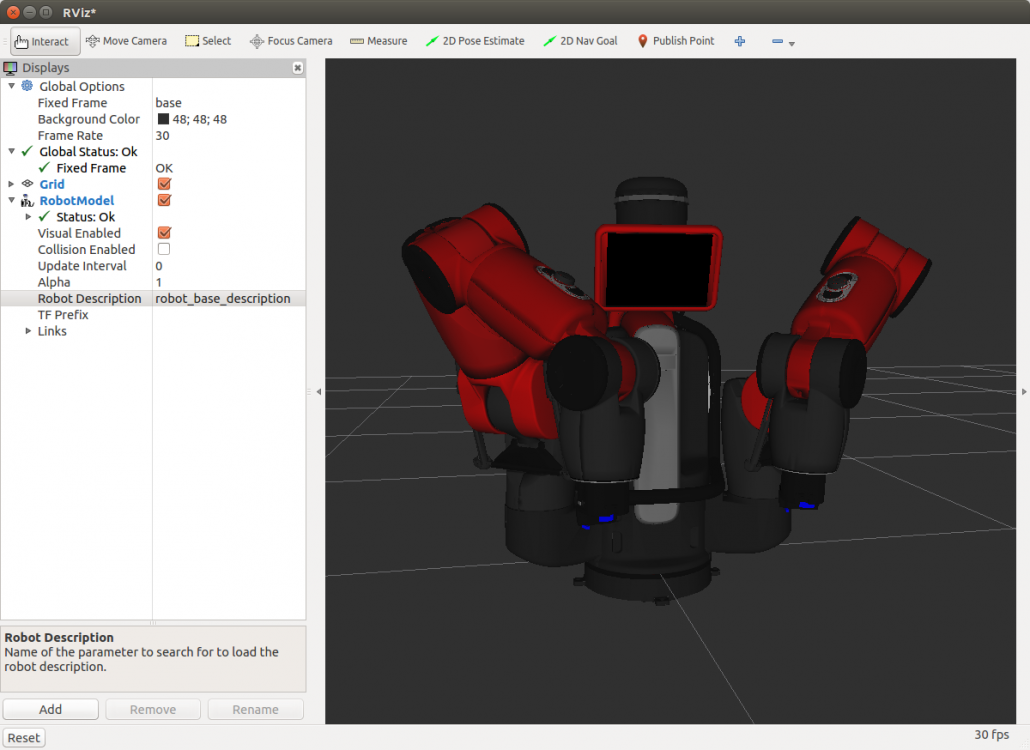 RViz*
Interact Move Camera Select Focus Camera Measure 2D Pose Estimate 2D Nav Goal Publish Point
Displays
Global Options
Fixed Frame base
Background Color 48; 48; 48
Frame Rate 30
Global Status: Ok
Fixed Frame OK
Grid
RobotModel
Status: Ok
Visual Enabled
Collision Enabled
Update Interval 0
Alpha 1
Robot Description robot_base_description
TF Prefix
Links
Robot Description
Name of the parameter to search for to load the
robot description.
Add Remove Rename
Reset 30 fps